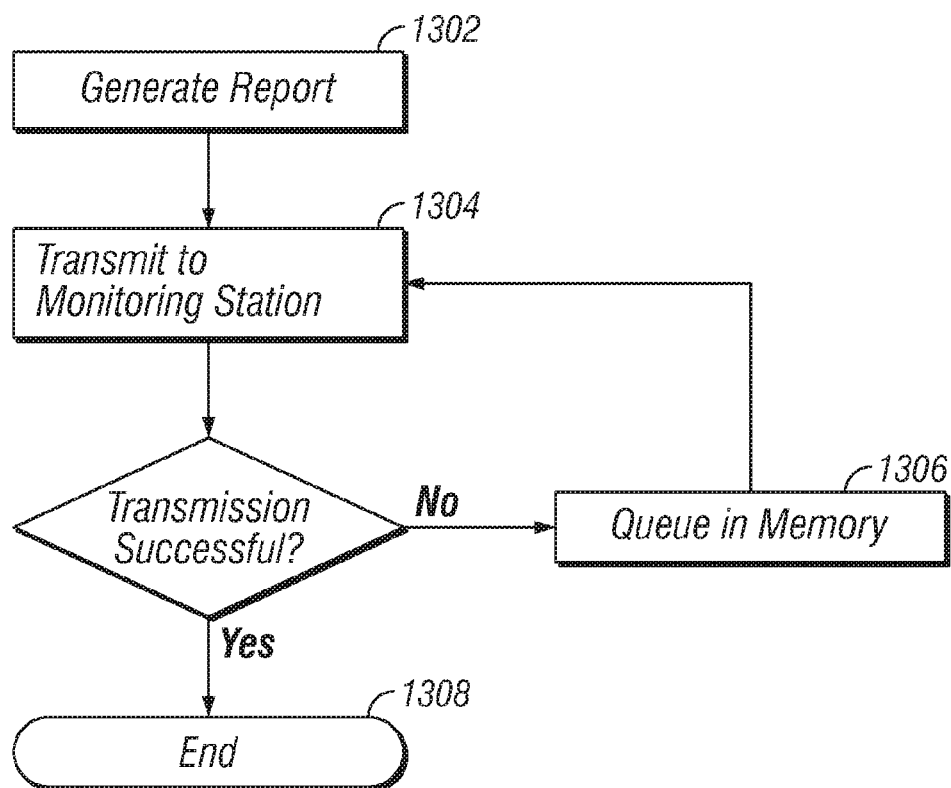 1302
Generate Report
1304
Transmit to
Monitoring Station
Transmission
Successful?
No
1306
Queue in Memory
Yes
1308
End